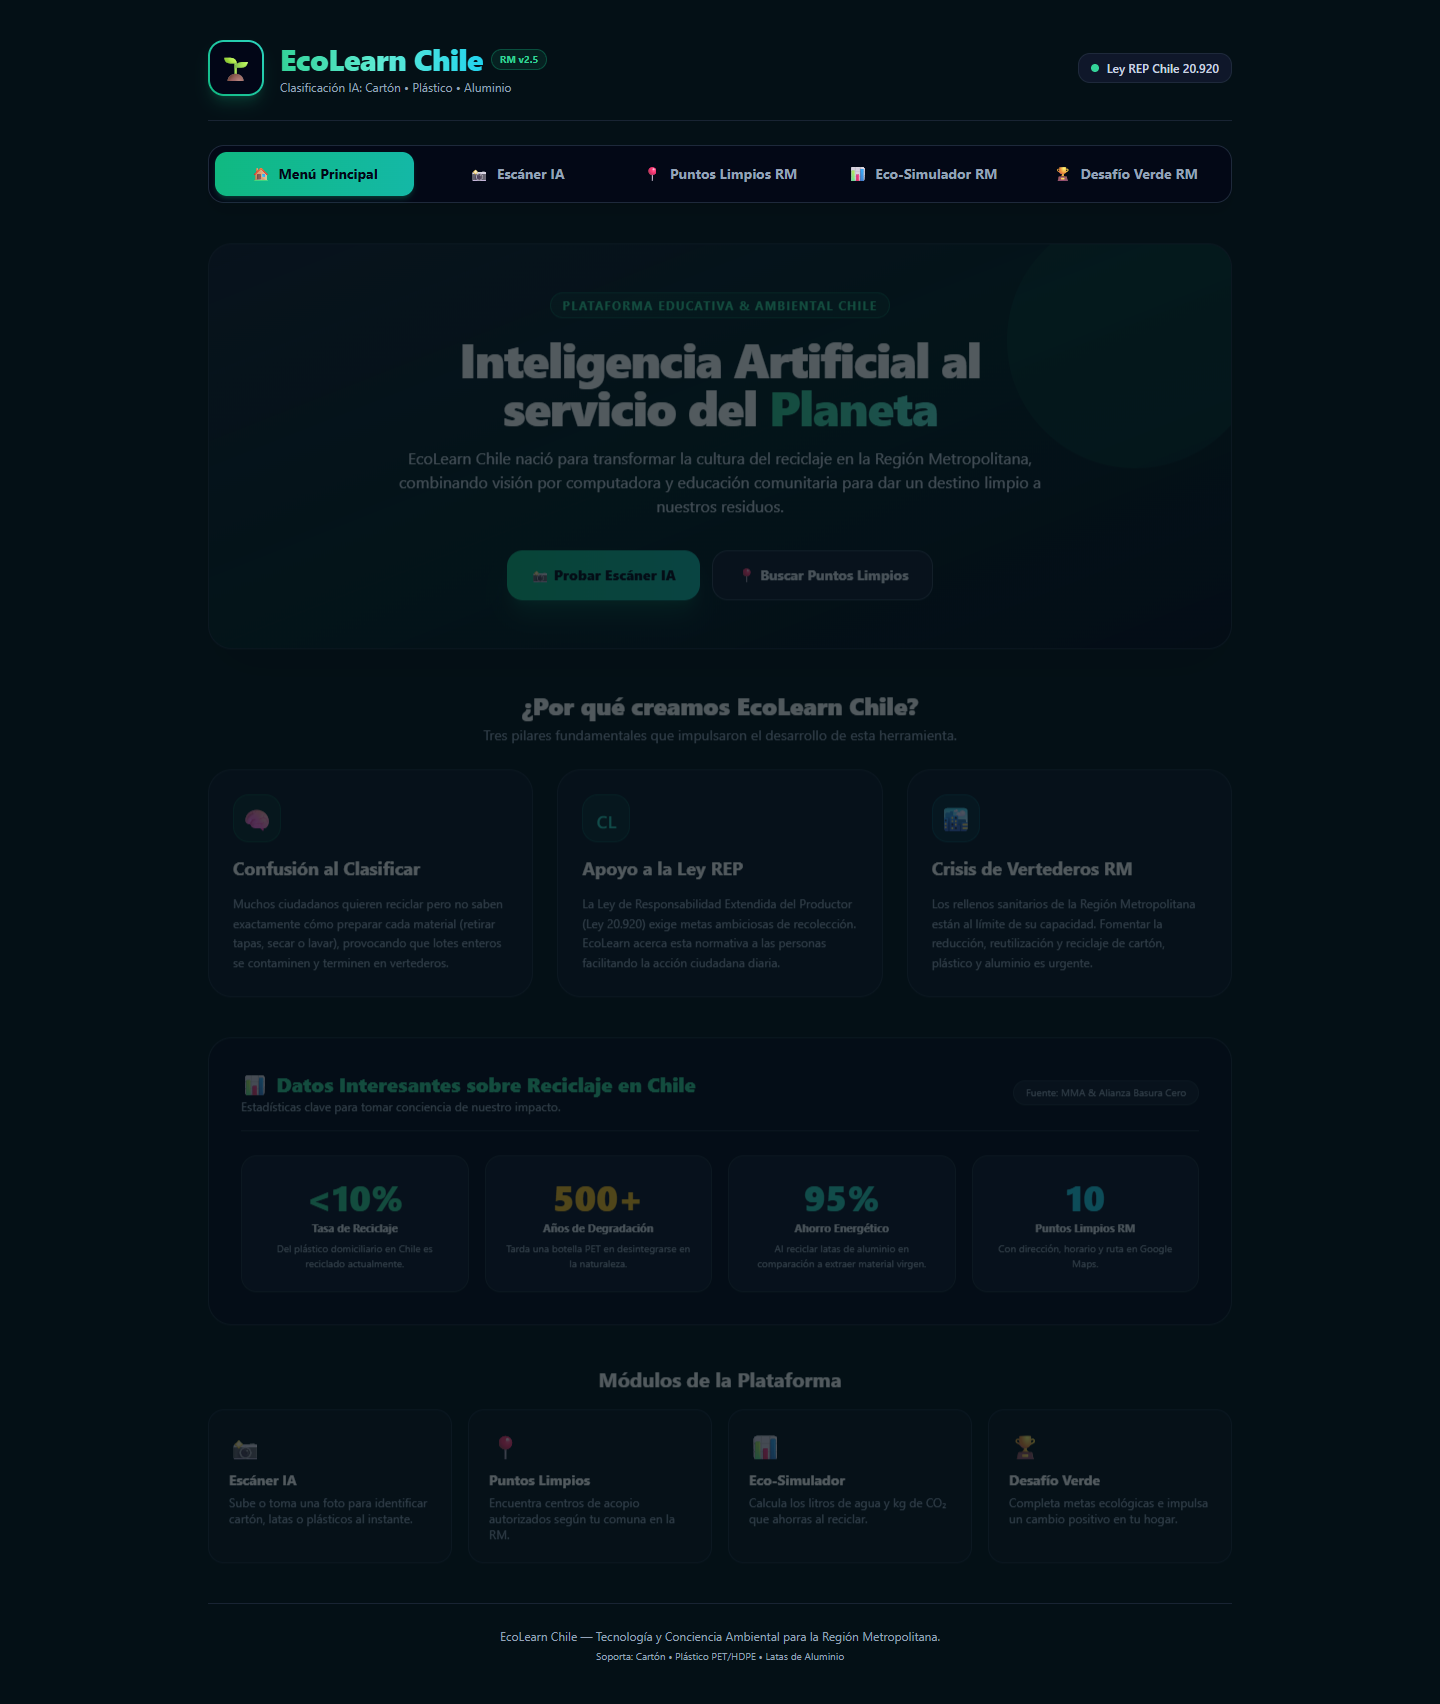 EcoLearn Chile RM v2.5
Clasificación IA: Cartón • Plástico • Aluminio
Ley REP Chile 20.920
Menú Principal
Escáner IA
Puntos Limpios RM
Eco-Simulador RM
Desafío Verde RM
PLATAFORMA EDUCATIVA & AMBIENTAL CHILE
Inteligencia Artificial al
servicio del Planeta
EcoLearn Chile nació para transformar la cultura del reciclaje en la Región Metropolitana,
combinando visión por computadora y educación comunitaria para dar un destino limpio a
nuestros residuos.
Probar Escáner IA
Buscar Puntos Limpios
¿Por qué creamos EcoLearn Chile?
Tres pilares fundamentales que impulsaron el desarrollo de esta herramienta.
Confusión al Clasificar
Muchos ciudadanos quieren reciclar pero no saben
exactamente cómo preparar cada material (retirar
tapas, secar o lavar), provocando que lotes enteros
se contaminen y terminen en vertederos.
CL
Apoyo a la Ley REP
La Ley de Responsabilidad Extendida del Productor
(Ley 20.920) exige metas ambiciosas de recolección.
EcoLearn acerca esta normativa a las personas
facilitando la acción ciudadana diaria.
Crisis de Vertederos RM
Los rellenos sanitarios de la Región Metropolitana
están al límite de su capacidad. Fomentar la
reducción, reutilización y reciclaje de cartón,
plástico y aluminio es urgente.
Datos Interesantes sobre Reciclaje en Chile
Estadísticas clave para tomar conciencia de nuestro impacto.
Fuente: MMA & Alianza Basura Cero
<10%
Tasa de Reciclaje
Del plástico domiciliario en Chile es
reciclado actualmente.
500+
Años de Degradación
Tarda una botella PET en desintegrarse en
la naturaleza.
95%
Ahorro Energético
Al reciclar latas de aluminio en
comparación a extraer material virgen.
10
Puntos Limpios RM
Con dirección, horario y ruta en Google
Maps.
Módulos de la Plataforma
Escáner IA
Sube o toma una foto para identificar
cartón, latas o plásticos al instante.
Puntos Limpios
Encuentra centros de acopio
autorizados según tu comuna en la
RM.
Eco-Simulador
Calcula los litros de agua y kg de CO₂
que ahorras al reciclar.
Desafío Verde
Completa metas ecológicas e impulsa
un cambio positivo en tu hogar.
EcoLearn Chile — Tecnología y Conciencia Ambiental para la Región Metropolitana.
Soporta: Cartón • Plástico PET/HDPE • Latas de Aluminio